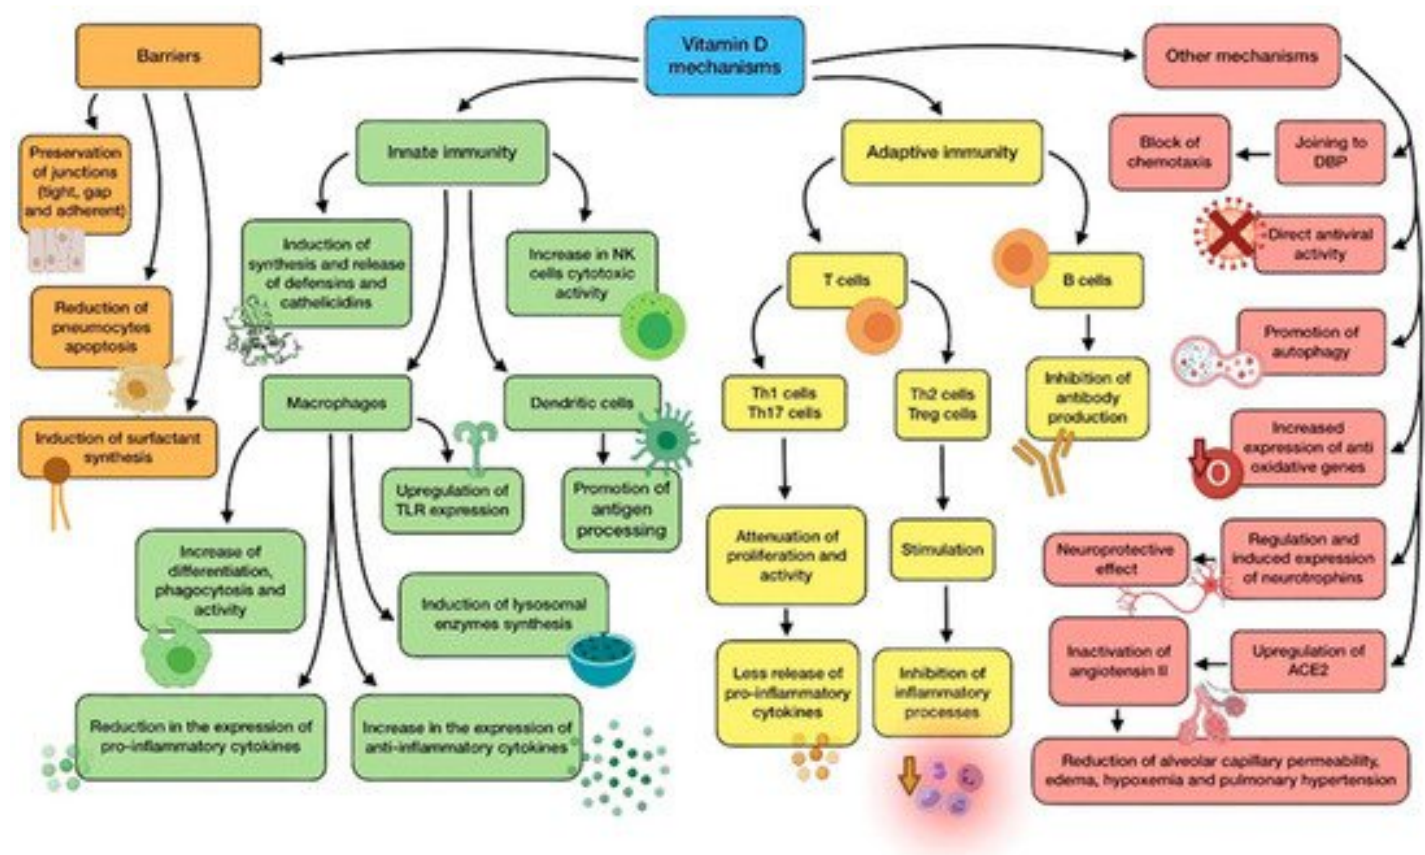 Vitamin D
mechanisms
Barriers
Preservation
of junctions
(tight, gap
and adherent)
Reduction of
pneumocytes
apoptosis
Induction of surfactant
synthesis
Innate immunity
Induction of
synthesis and release
of defensins and
cathelicidins
Increase in NK
cells cytotoxic
activity
Macrophages
Dendritic cells
Upregulation of
TLR expression
Promotion of
antigen
processing
Increase of
differentiation,
phagocytosis and
activity
Induction of lysosomal
enzymes synthesis
Reduction in the expression of
pro-inflammatory cytokines
Increase in the expression of
anti-inflammatory cytokines
Adaptive immunity
T cells
B cells
Th1 cells
Th17 cells
Th2 cells
Treg cells
Inhibition of
antibody
production
Attenuation of
proliferation and
activity
Stimulation
Less release of
pro-inflammatory
cytokines
Inhibition of
inflammatory
processes
Other mechanisms
Block of
chemotaxis
Joining to
DBP
Direct antiviral
activity
Promotion of
autophagy
Increased
expression of anti
oxidative genes
O
Neuroprotective
effect
Regulation and
induced expression
of neurotrophins
Inactivation of
angiotensin II
Upregulation of
ACE2
Reduction of alveolar capillary permeability,
edema, hypoxemia and pulmonary hypertension